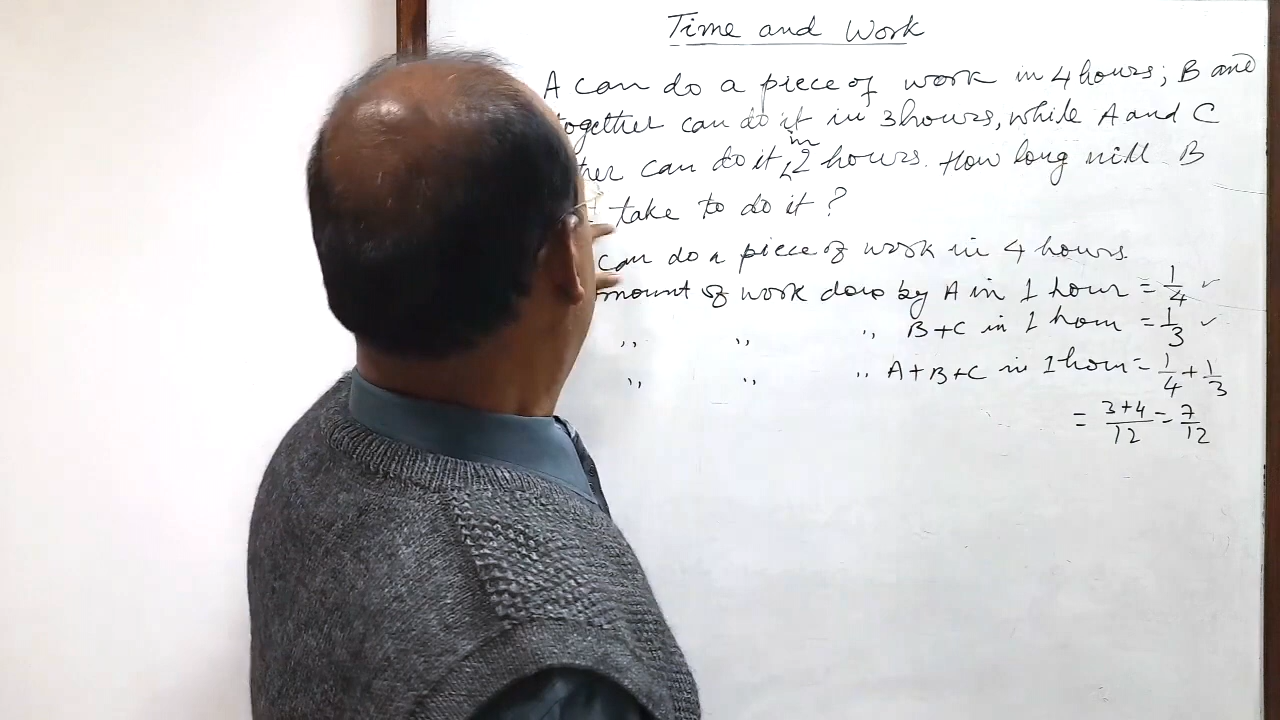 Time and Work
A can do a piece of work in 4 hours; B and
together can do it in 3 hours, while A and C
ther can do it in 2 hours. How long will B
take to do it ?
can do a piece of work in 4 hours.
mount of work done by A in 1 hour = 1/4 ✓
,, ,, ,, B+C in 1 hour = 1/3 ✓
,, ,, ,, A+B+C in 1 hour = 1/4 + 1/3
= 3+4/12 = 7/12